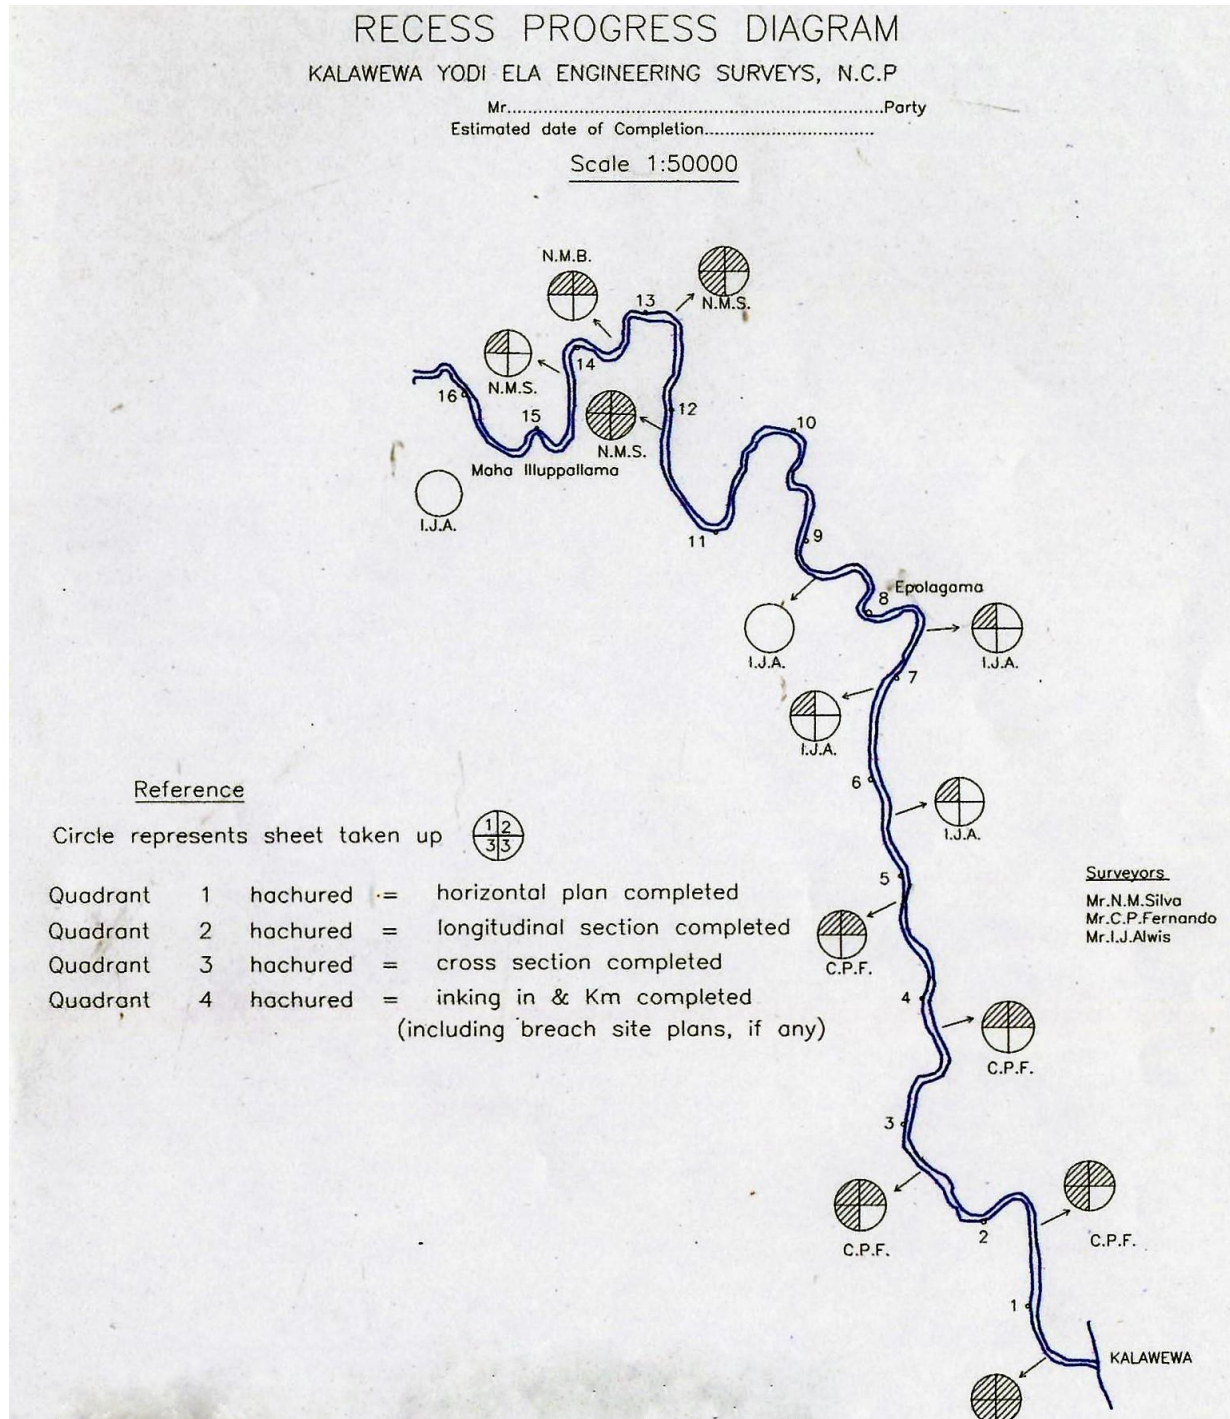 RECESS PROGRESS DIAGRAM
KALAWEWA YODI ELA ENGINEERING SURVEYS, N.C.P
Mr.....................................................................................Party
Estimated date of Completion......................................
Scale 1:50000
N.M.B.
13
N.M.S.
14
N.M.S.
16
15
12
10
N.M.S.
Maha Illuppallama
I.J.A.
11
9
Epolagama
8
I.J.A.
I.J.A.
7
I.J.A.
6
Reference
I.J.A.
Circle represents sheet taken up 1 2
3 3
5
Surveyors
Quadrant 1 hachured = horizontal plan completed
Mr.N.M.Silva
Quadrant 2 hachured = longitudinal section completed
Mr.C.P.Fernando
Mr.I.J.Alwis
Quadrant 3 hachured = cross section completed
C.P.F.
Quadrant 4 hachured = inking in & Km completed
4
(including breach site plans, if any)
C.P.F.
3
C.P.F.
2
C.P.F.
1
KALAWEWA